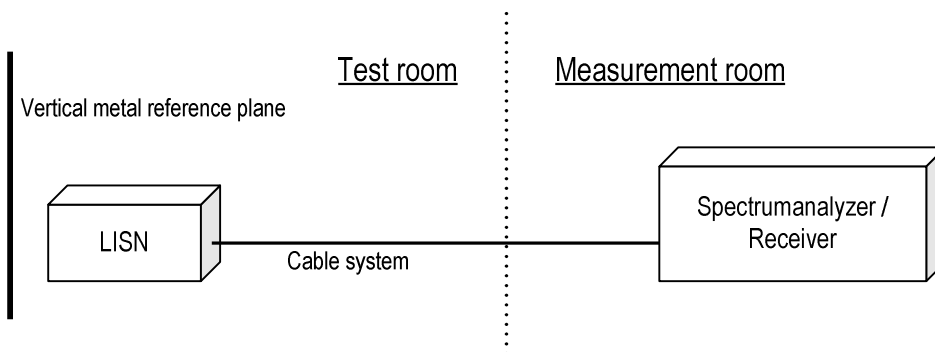 Test room
Measurement room
Vertical metal reference plane
LISN
Cable system
Spectrumanalyzer /
Receiver